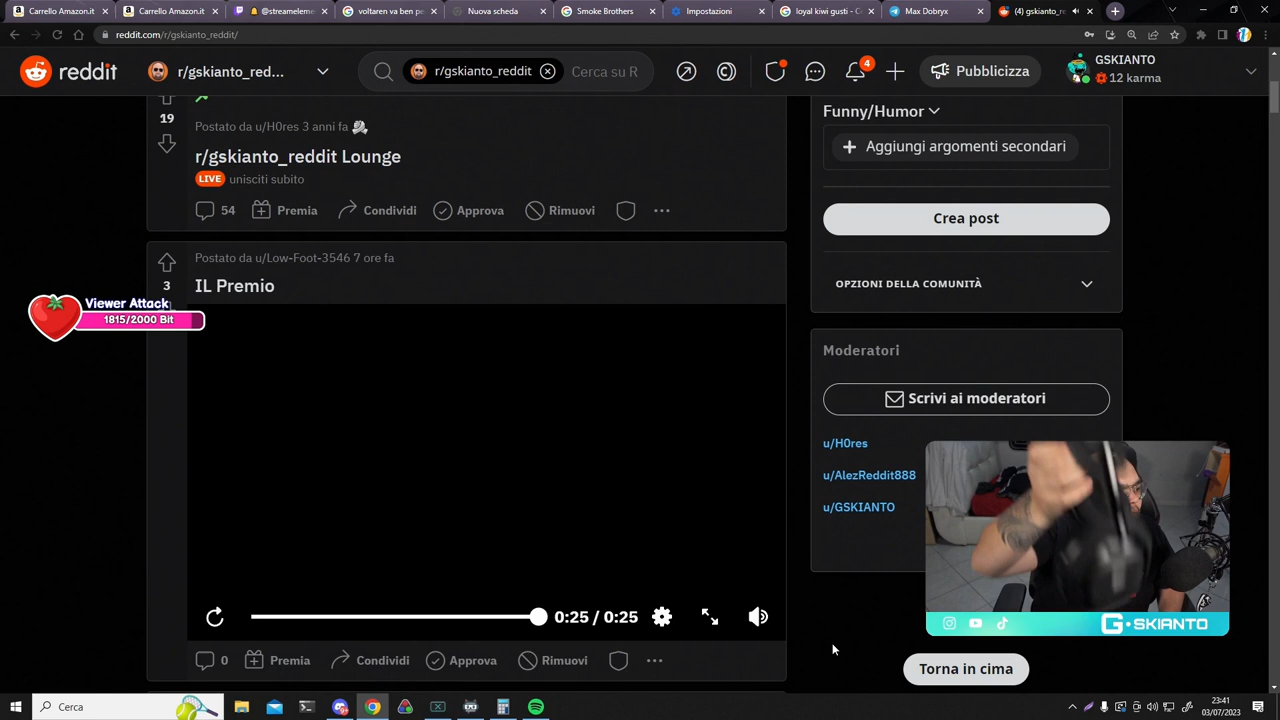 Carrello Amazon.it
Carrello Amazon.it
@streameleme
voltaren va ben pe
Nuova scheda
Smoke Brothers
Impostazioni
loyal kiwi gusti - C
Max Dobryx
(4) gskianto_re
reddit.com/r/gskianto_reddit/
reddit
r/gskianto_red...
r/gskianto_reddit
Cerca su R
4
Pubblicizza
GSKIANTO
12 karma
19
Postato da u/H0res 3 anni fa
r/gskianto_reddit Lounge
LIVE unisciti subito
54 Premia Condividi Approva Rimuovi
Funny/Humor
Aggiungi argomenti secondari
Crea post
OPZIONI DELLA COMUNITÀ
Postato da u/Low-Foot-3546 7 ore fa
3
IL Premio
Viewer Attack
1815/2000 Bit
0:25 / 0:25
0 Premia Condividi Approva Rimuovi
Moderatori
Scrivi ai moderatori
u/H0res
u/AlezReddit888
u/GSKIANTO
G•SKIANTO
Torna in cima
Cerca
23:41
03/07/2023